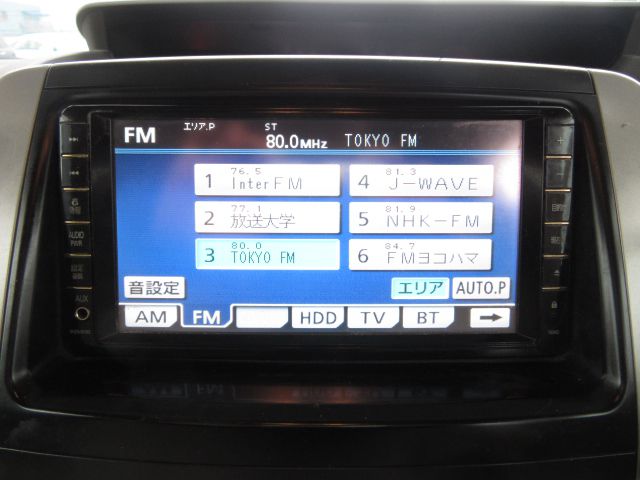 FM エリア.P ST 80.0MHz TOKYO FM
1 76.5 InterFM
2 77.1 放送大学
3 80.0 TOKYO FM
4 81.3 J-WAVE
5 81.9 NHK-FM
6 84.7 FMヨコハマ
音設定 エリア AUTO.P
AM FM HDD TV BT
AUDIO
PWR
AUX